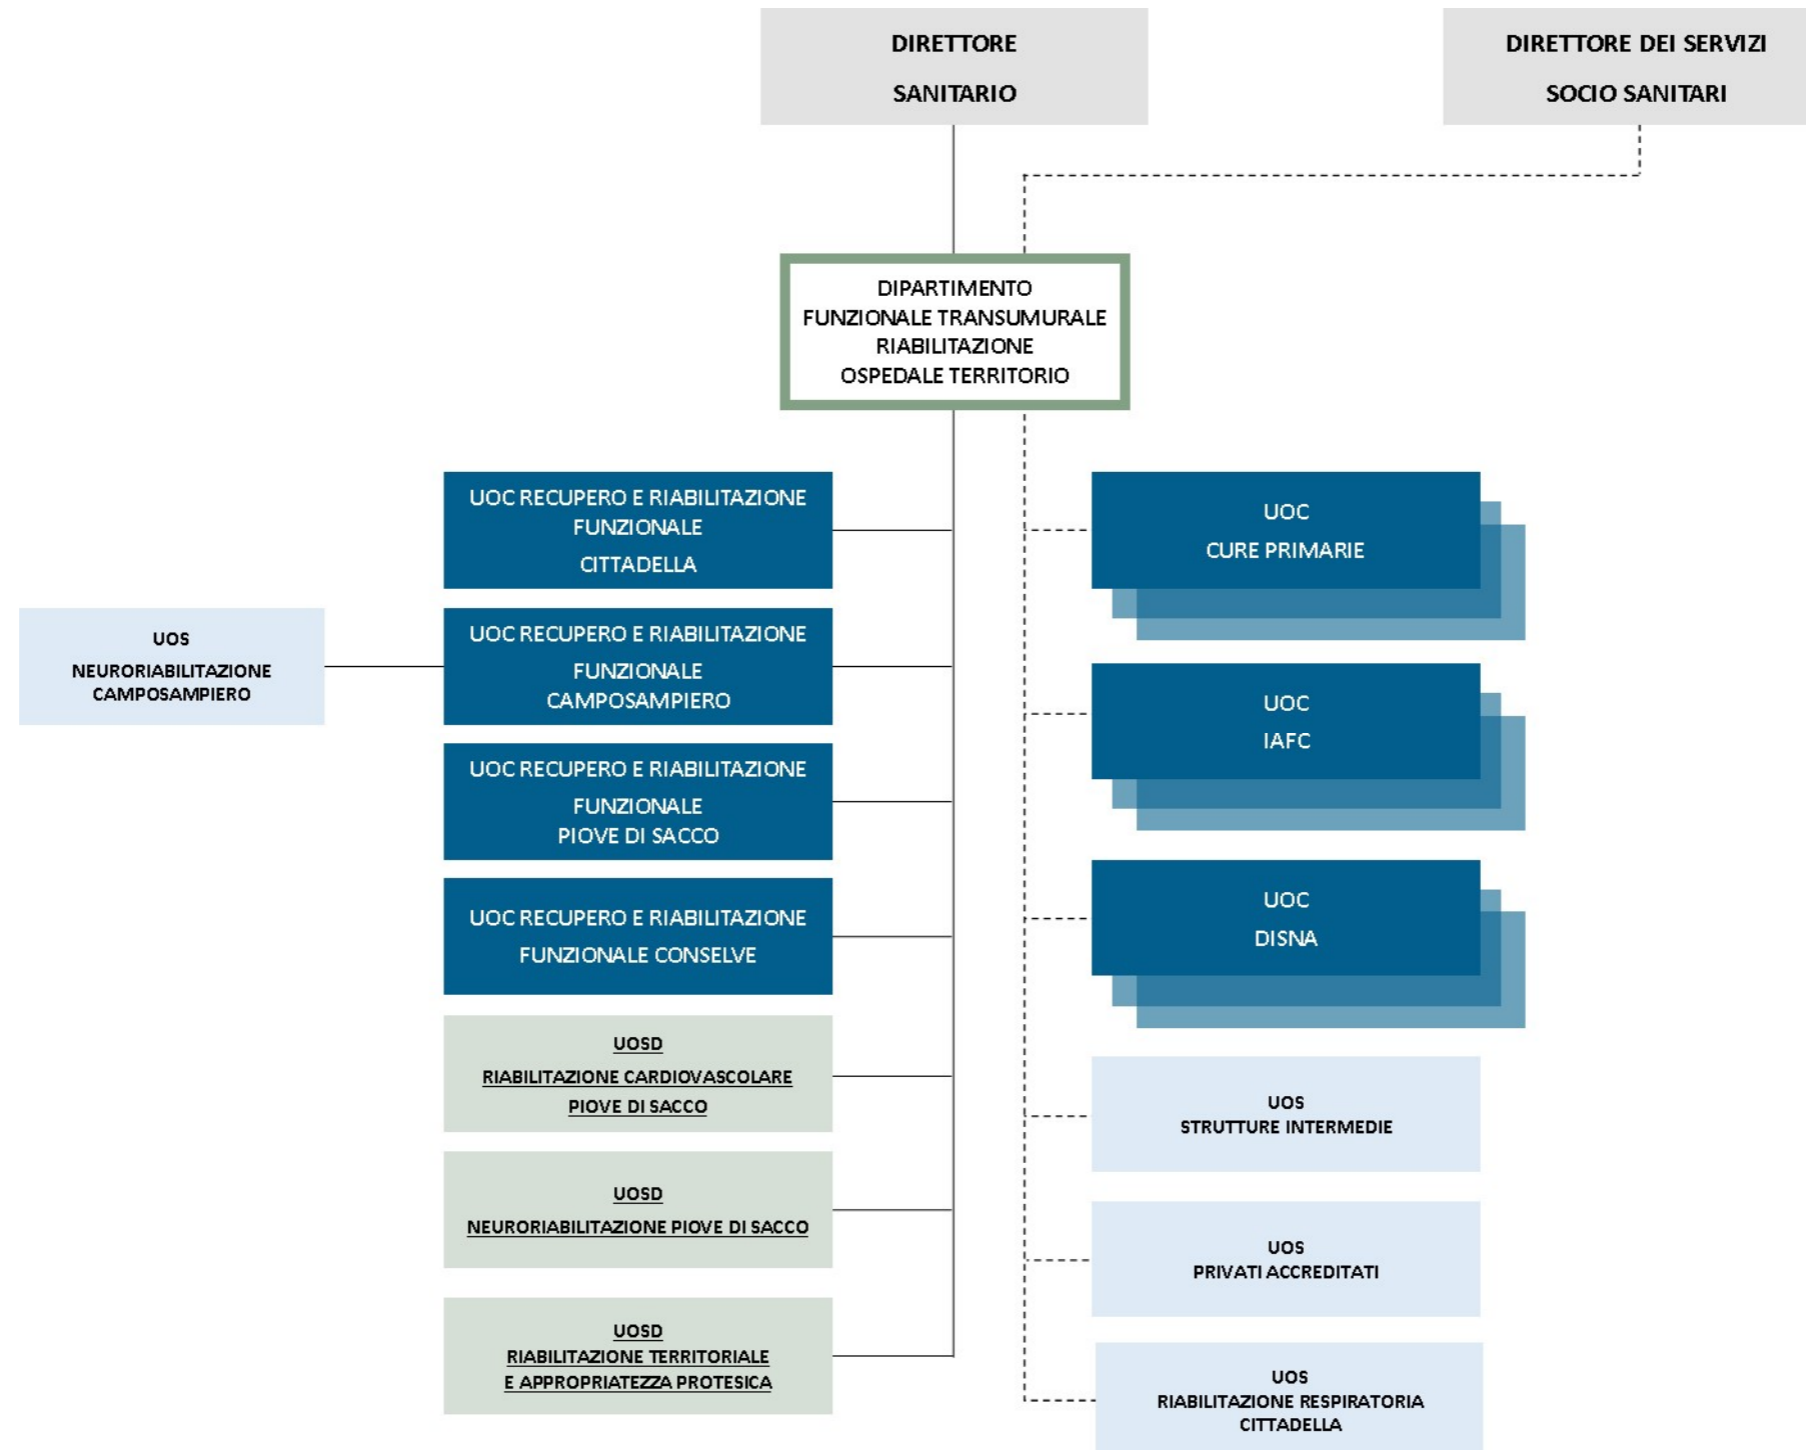 DIRETTORE
SANITARIO
DIRETTORE DEI SERVIZI
SOCIO SANITARI
DIPARTIMENTO
FUNZIONALE TRANSUMURALE
RIABILITAZIONE
OSPEDALE TERRITORIO
UOC RECUPERO E RIABILITAZIONE
FUNZIONALE
CITTADELLA
UOS
NEURORIABILITAZIONE
CAMPOSAMPIERO
UOC RECUPERO E RIABILITAZIONE
FUNZIONALE
CAMPOSAMPIERO
UOC RECUPERO E RIABILITAZIONE
FUNZIONALE
PIOVE DI SACCO
UOC RECUPERO E RIABILITAZIONE
FUNZIONALE CONSELVE
UOSD
RIABILITAZIONE CARDIOVASCOLARE
PIOVE DI SACCO
UOSD
NEURORIABILITAZIONE PIOVE DI SACCO
UOSD
RIABILITAZIONE TERRITORIALE
E APPROPRIATEZZA PROTESICA
UOC
CURE PRIMARIE
UOC
IAFC
UOC
DISNA
UOS
STRUTTURE INTERMEDIE
UOS
PRIVATI ACCREDITATI
UOS
RIABILITAZIONE RESPIRATORIA
CITTADELLA